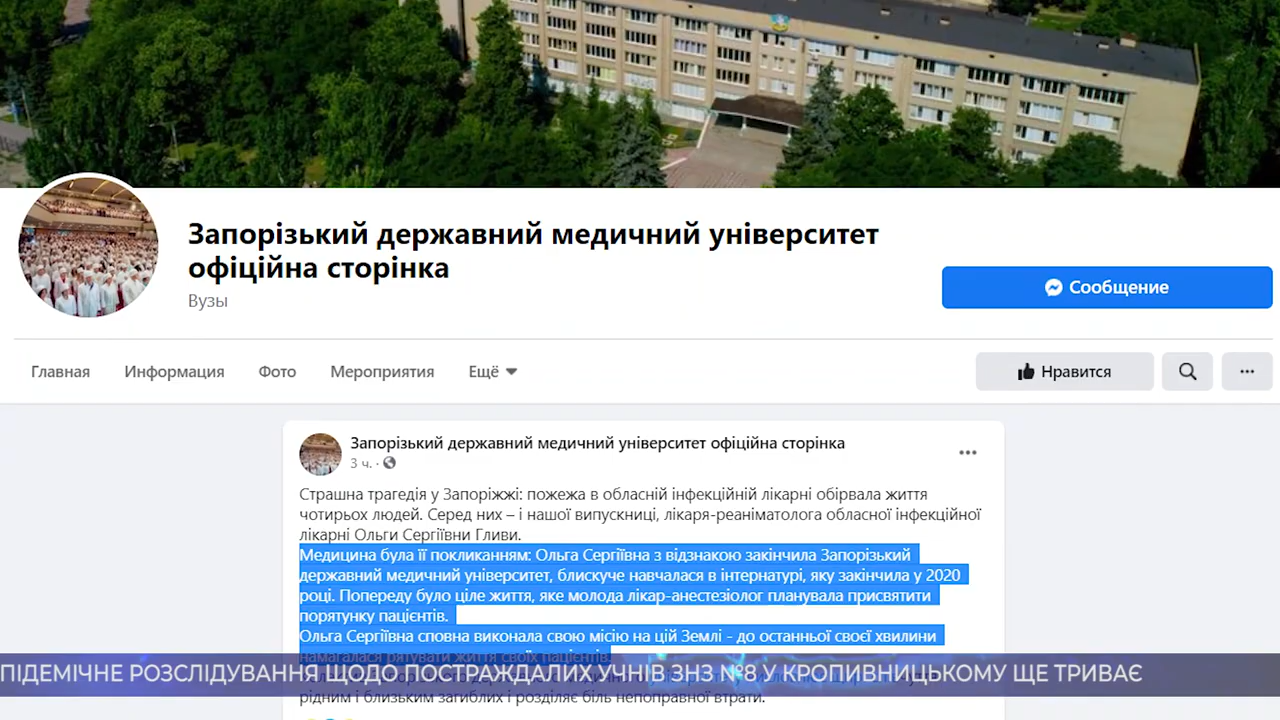 Запорізький державний медичний університет
офіційна сторінка
Вузы
Сообщение
Главная Информация Фото Мероприятия Ещё
Нравится
Запорізький державний медичний університет офіційна сторінка
3 ч. ·
Страшна трагедія у Запоріжжі: пожежа в обласній інфекційній лікарні обірвала життя
чотирьох людей. Серед них – і нашої випускниці, лікаря-реаніматолога обласної інфекційної
лікарні Ольги Сергіївни Гливи.
Медицина була її покликанням: Ольга Сергіївна з відзнакою закінчила Запорізький
державний медичний університет, блискуче навчалася в інтернатурі, яку закінчила у 2020
році. Попереду було ціле життя, яке молода лікар-анестезіолог планувала присвятити
порятунку пацієнтів.
Ольга Сергіївна сповна виконала свою місію на цій Землі - до останньої своєї хвилини
намагалася рятувати життя своїх пацієнтів.
ПІДЕМІЧНЕ РОЗСЛІДУВАННЯ ЩОДО ПОСТРАЖДАЛИХ УЧНІВ ЗНЗ №8 У КРОПИВНИЦЬКОМУ ЩЕ ТРИВАЄ
рідним і близьким загиблих і розділяє біль непоправної втрати.